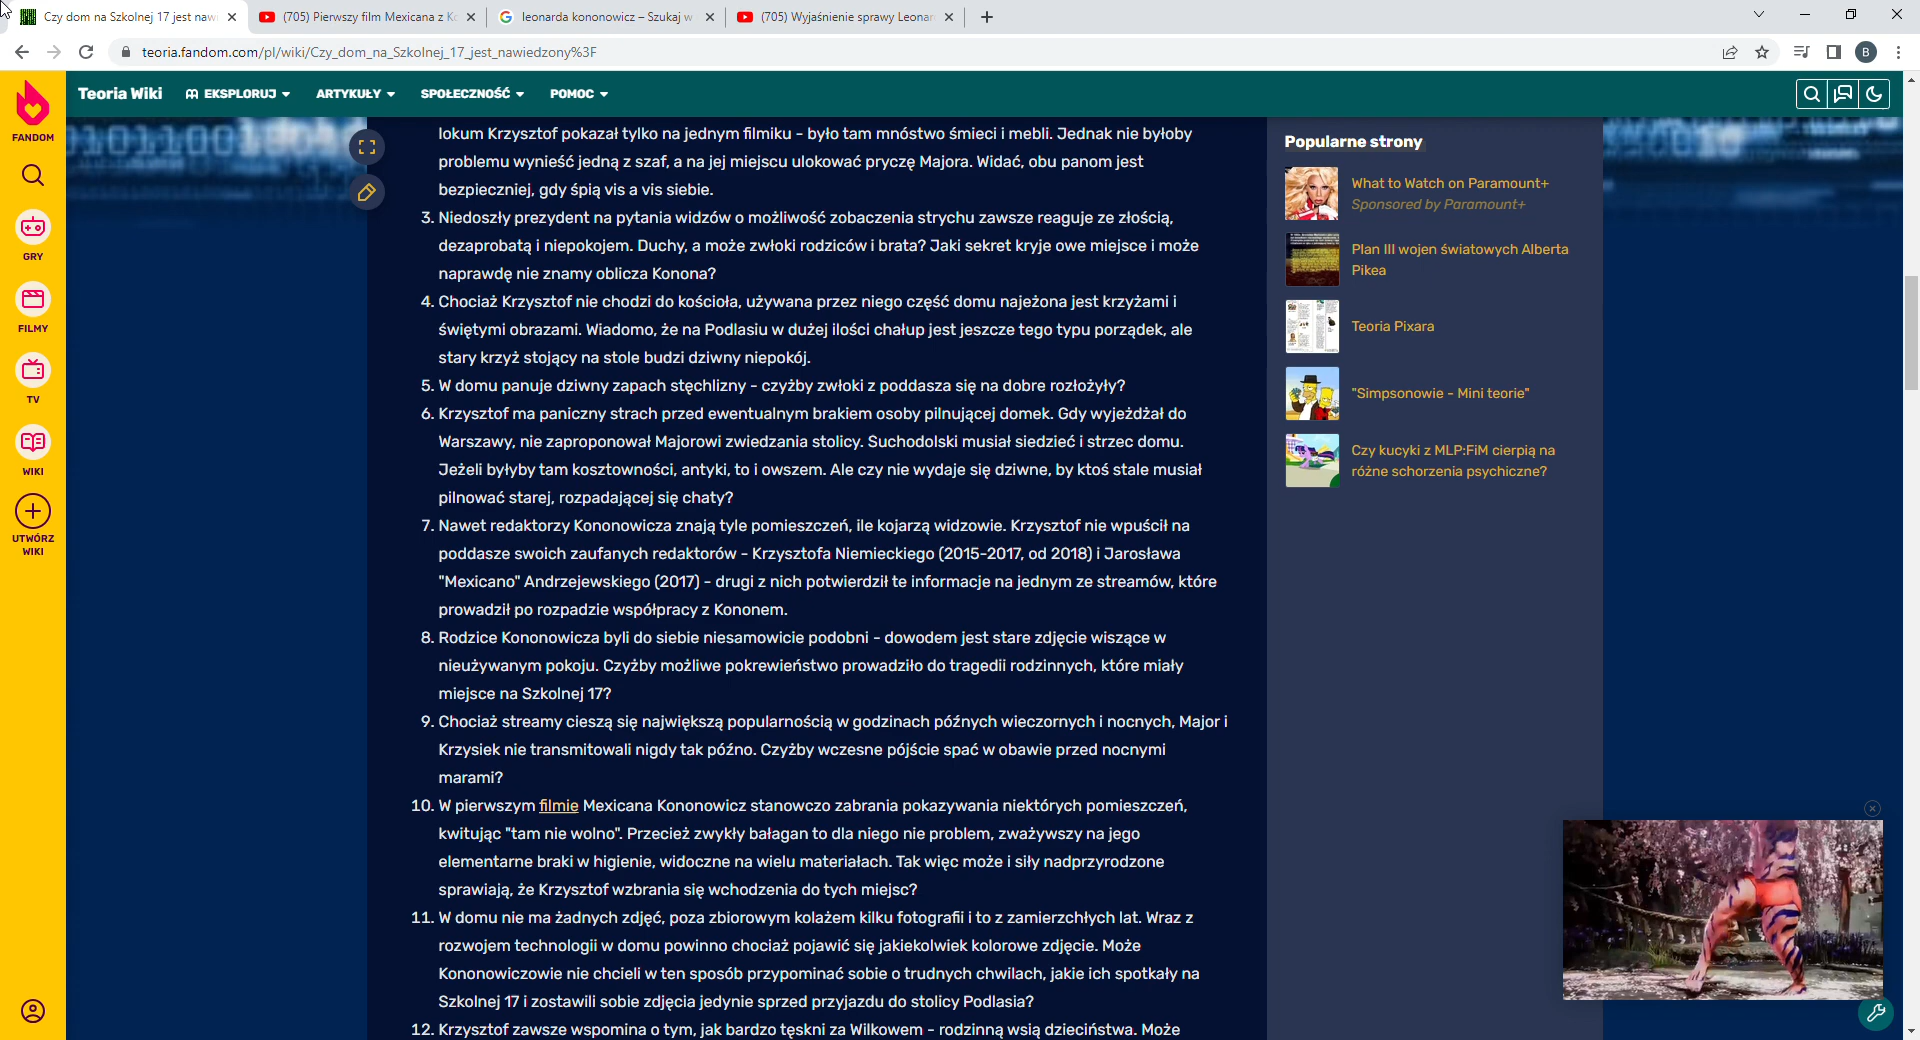 Czy dom na Szkolnej 17 jest naw
(705) Pierwszy film Mexicana z K
leonarda kononowicz – Szukaj w
(705) Wyjaśnienie sprawy Leonar
teoria.fandom.com/pl/wiki/Czy_dom_na_Szkolnej_17_jest_nawiedzony%3F
B
FANDOM
GRY
FILMY
TV
WIKI
UTWÓRZ
WIKI
Teoria Wiki
EKSPLORUJ
ARTYKUŁY
SPOŁECZNOŚĆ
POMOC
lokum Krzysztof pokazał tylko na jednym filmiku - było tam mnóstwo śmieci i mebli. Jednak nie byłoby
problemu wynieść jedną z szaf, a na jej miejscu ulokować pryczę Majora. Widać, obu panom jest
bezpieczniej, gdy śpią vis a vis siebie.
3. Niedoszły prezydent na pytania widzów o możliwość zobaczenia strychu zawsze reaguje ze złością,
dezaprobatą i niepokojem. Duchy, a może zwłoki rodziców i brata? Jaki sekret kryje owe miejsce i może
naprawdę nie znamy oblicza Konona?
4. Chociaż Krzysztof nie chodzi do kościoła, używana przez niego część domu najeżona jest krzyżami i
świętymi obrazami. Wiadomo, że na Podlasiu w dużej ilości chałup jest jeszcze tego typu porządek, ale
stary krzyż stojący na stole budzi dziwny niepokój.
5. W domu panuje dziwny zapach stęchlizny - czyżby zwłoki z poddasza się na dobre rozłożyły?
6. Krzysztof ma paniczny strach przed ewentualnym brakiem osoby pilnującej domek. Gdy wyjeżdżał do
Warszawy, nie zaproponował Majorowi zwiedzania stolicy. Suchodolski musiał siedzieć i strzec domu.
Jeżeli byłyby tam kosztowności, antyki, to i owszem. Ale czy nie wydaje się dziwne, by ktoś stale musiał
pilnować starej, rozpadającej się chaty?
7. Nawet redaktorzy Kononowicza znają tyle pomieszczeń, ile kojarzą widzowie. Krzysztof nie wpuścił na
poddasze swoich zaufanych redaktorów - Krzysztofa Niemieckiego (2015-2017, od 2018) i Jarosława
"Mexicano" Andrzejewskiego (2017) - drugi z nich potwierdził te informacje na jednym ze streamów, które
prowadził po rozpadzie współpracy z Kononem.
8. Rodzice Kononowicza byli do siebie niesamowicie podobni - dowodem jest stare zdjęcie wiszące w
nieużywanym pokoju. Czyżby możliwe pokrewieństwo prowadziło do tragedii rodzinnych, które miały
miejsce na Szkolnej 17?
9. Chociaż streamy cieszą się największą popularnością w godzinach późnych wieczornych i nocnych, Major i
Krzysiek nie transmitowali nigdy tak późno. Czyżby wczesne pójście spać w obawie przed nocnymi
marami?
10. W pierwszym filmie Mexicana Kononowicz stanowczo zabrania pokazywania niektórych pomieszczeń,
kwitując "tam nie wolno". Przecież zwykły bałagan to dla niego nie problem, zważywszy na jego
elementarne braki w higienie, widoczne na wielu materiałach. Tak więc może i siły nadprzyrodzone
sprawiają, że Krzysztof wzbrania się wchodzenia do tych miejsc?
11. W domu nie ma żadnych zdjęć, poza zbiorowym kolażem kilku fotografii i to z zamierzchłych lat. Wraz z
rozwojem technologii w domu powinno chociaż pojawić się jakiekolwiek kolorowe zdjęcie. Może
Kononowiczowie nie chcieli w ten sposób przypominać sobie o trudnych chwilach, jakie ich spotkały na
Szkolnej 17 i zostawili sobie zdjęcia jedynie sprzed przyjazdu do stolicy Podlasia?
12. Krzysztof zawsze wspomina o tym, jak bardzo tęskni za Wilkowem - rodzinną wsią dzieciństwa. Może
Popularne strony
What to Watch on Paramount+
Sponsored by Paramount+
Plan III wojen światowych Alberta
Pikea
Teoria Pixara
"Simpsonowie - Mini teorie"
Czy kucyki z MLP:FiM cierpią na
różne schorzenia psychiczne?